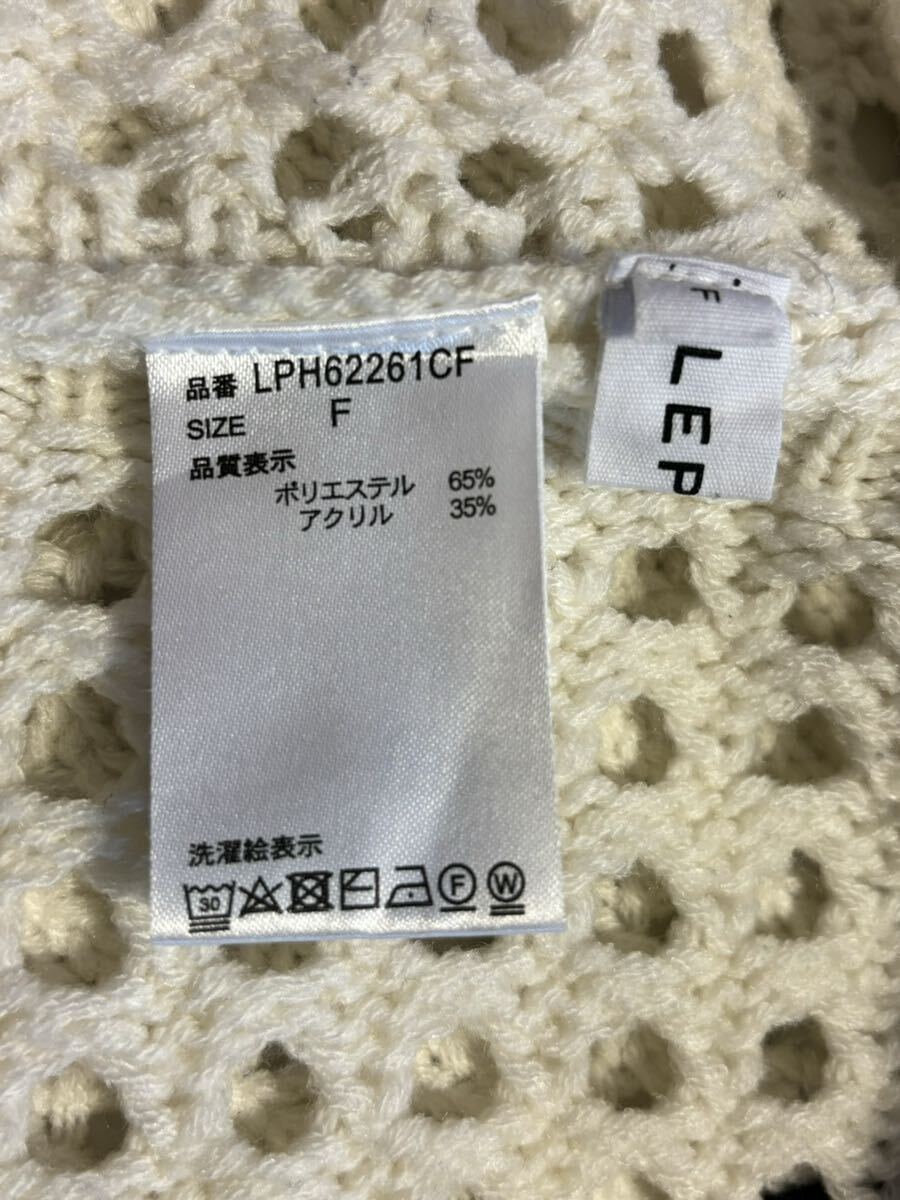 品番 LPH62261CF
SIZE F
品質表示
ポリエステル 65%
アクリル 35%
洗濯絵表示
30 F W
F
LEP